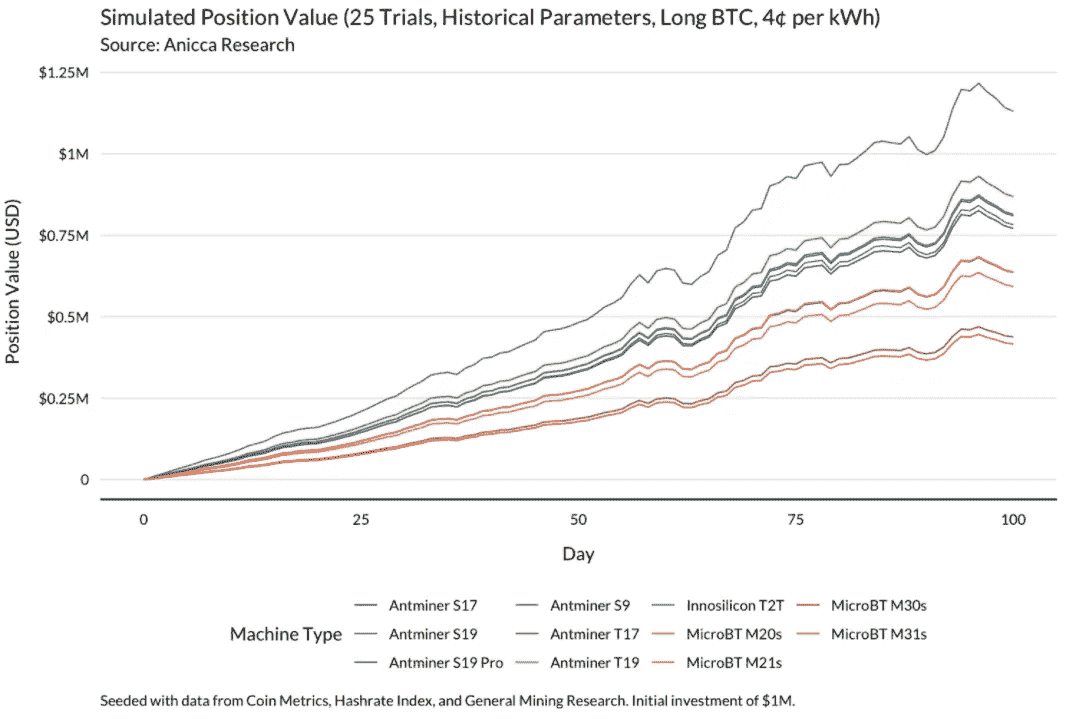 Simulated Position Value (25 Trials, Historical Parameters, Long BTC, 4¢ per kWh)
Source: Anicca Research
Position Value (USD)
$1.25M
$1M
$0.75M
$0.5M
$0.25M
0
0 25 50 75 100
Day
Machine Type
Antminer S17 Antminer S9 Innosilicon T2T MicroBT M30s
Antminer S19 Antminer T17 MicroBT M20s MicroBT M31s
Antminer S19 Pro Antminer T19 MicroBT M21s
Seeded with data from Coin Metrics, Hashrate Index, and General Mining Research. Initial investment of $1M.